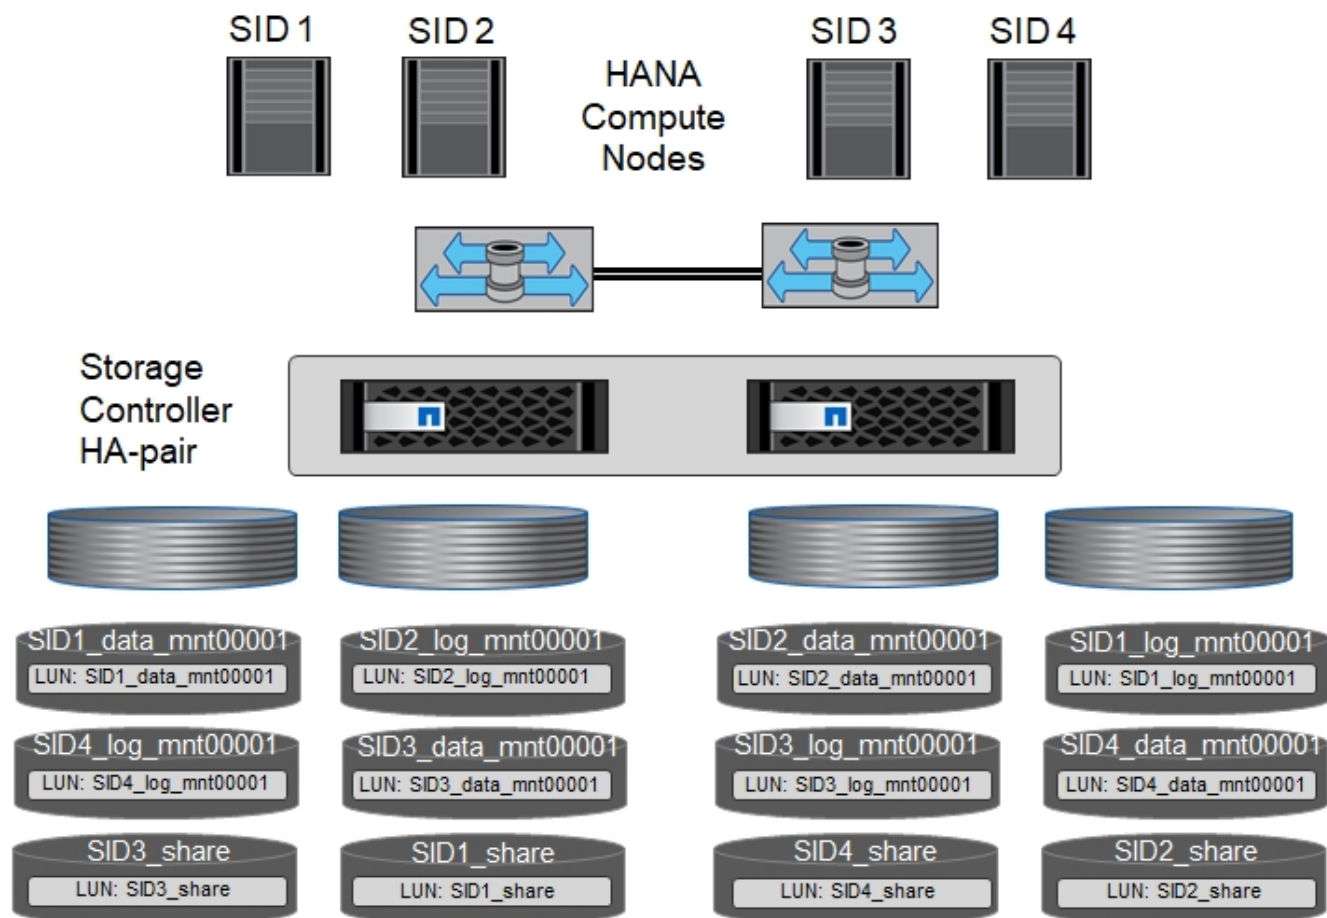 SID 1
SID 2
SID 3
SID 4
HANA
Compute
Nodes
Storage
Controller
HA-pair
SID1_data_mnt00001
LUN: SID1_data_mnt00001
SID2_log_mnt00001
LUN: SID2_log_mnt00001
SID2_data_mnt00001
LUN: SID2_data_mnt00001
SID1_log_mnt00001
LUN: SID1_log_mnt00001
SID4_log_mnt00001
LUN: SID4_log_mnt00001
SID3_data_mnt00001
LUN: SID3_data_mnt00001
SID3_log_mnt00001
LUN: SID3_log_mnt00001
SID4_data_mnt00001
LUN: SID4_data_mnt00001
SID3_share
LUN: SID3_share
SID1_share
LUN: SID1_share
SID4_share
LUN: SID4_share
SID2_share
LUN: SID2_share